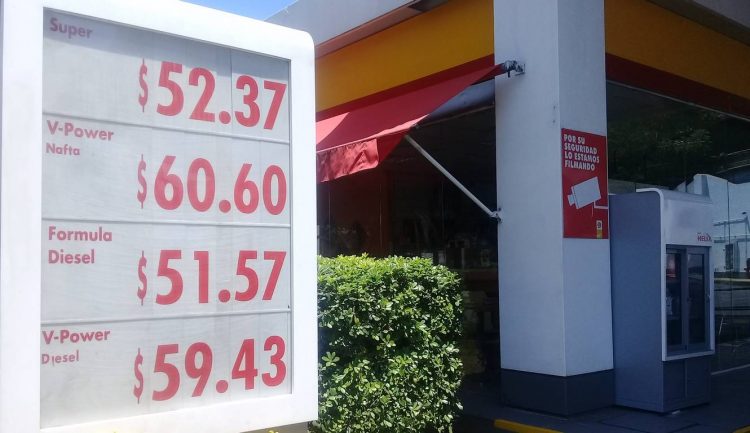 Super
$52.37
V-Power
Nafta
$60.60
Formula
Diesel
$51.57
V-Power
Diesel
$59.43
POR SU
SEGURIDAD
LO ESTAMOS
FILMANDO
HELIX